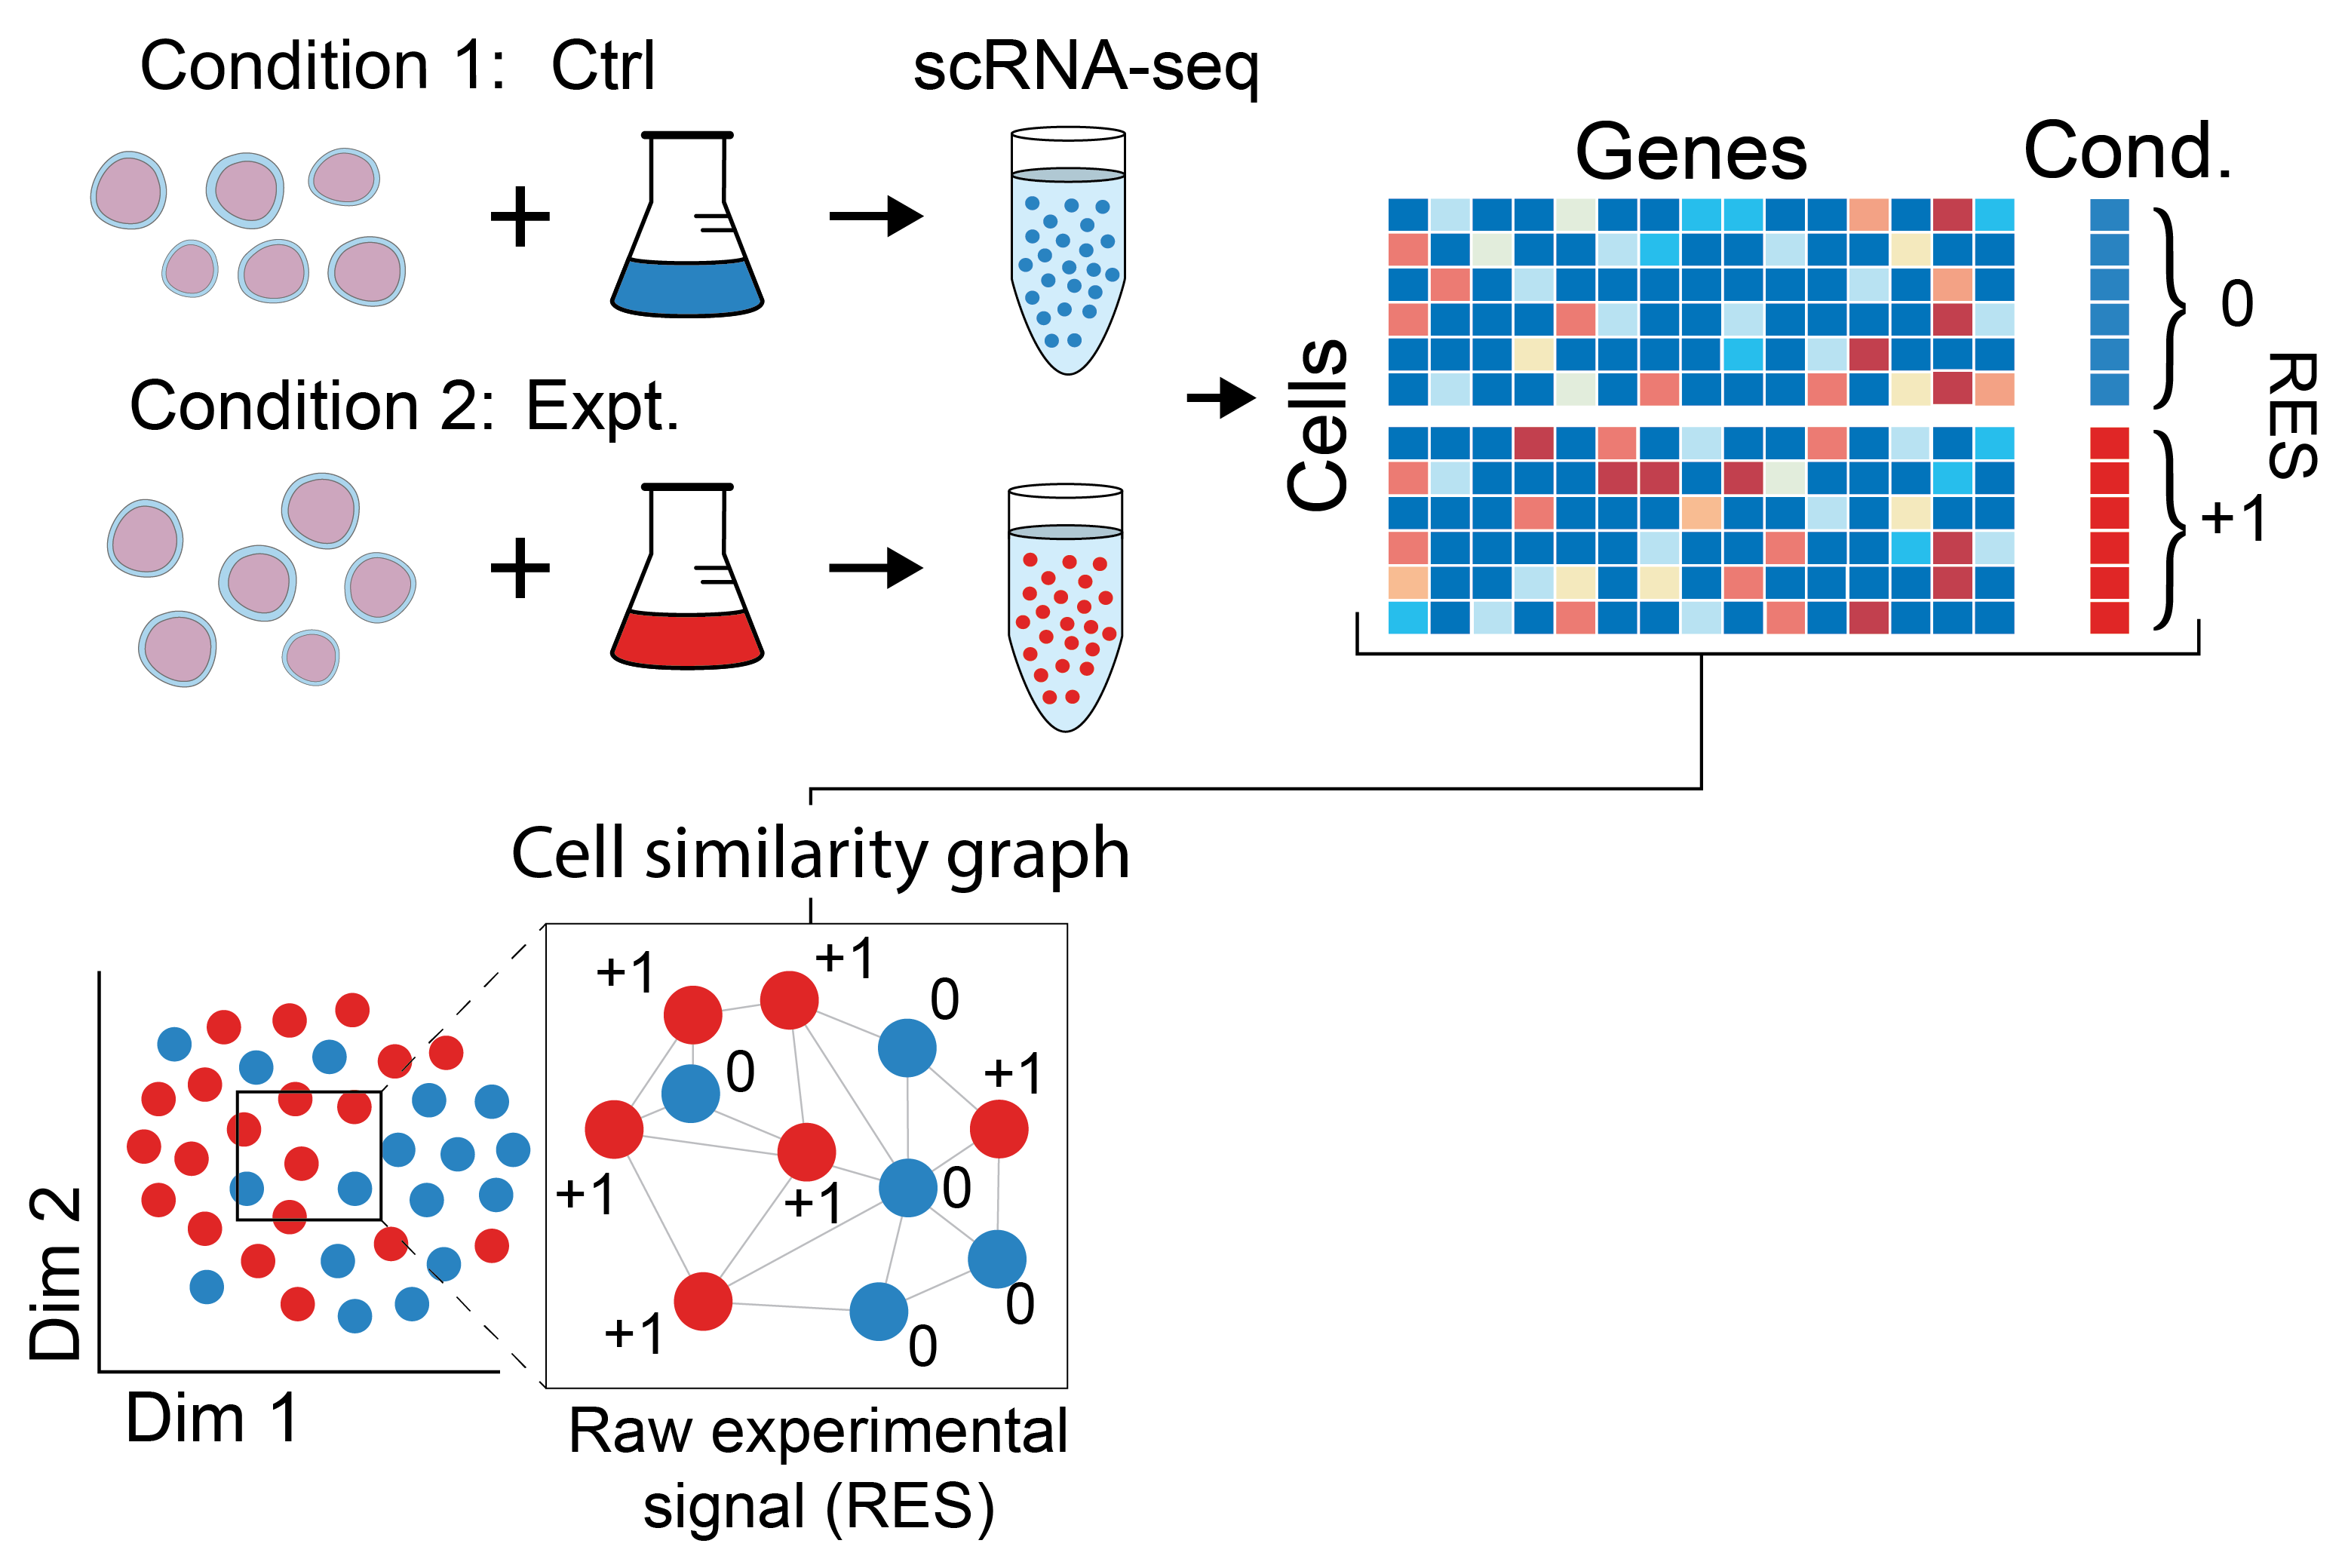 Condition 1: Ctrl
scRNA-seq
Genes
Cond.
Cells
0
RES
+1
Condition 2: Expt.
Cell similarity graph
+1
+1
0
+1
0
+1
+1
0
0
+1
0
Dim 2
Dim 1
Raw experimental
signal (RES)